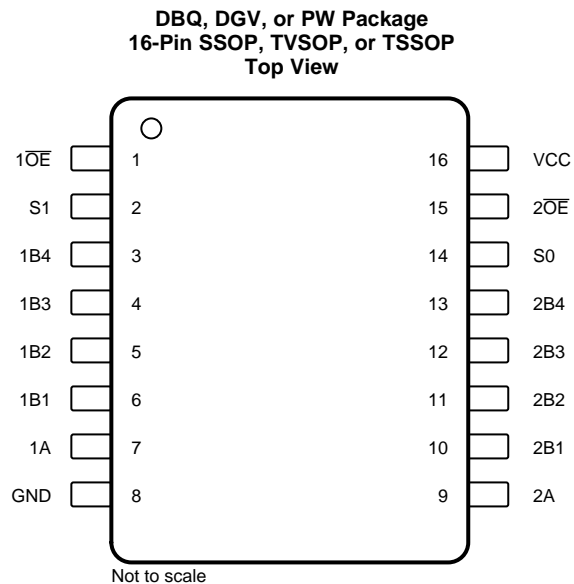 DBQ, DGV, or PW Package
16-Pin SSOP, TVSOP, or TSSOP
Top View
1O̅E̅ 1 16 VCC
S1 2 15 2O̅E̅
1B4 3 14 S0
1B3 4 13 2B4
1B2 5 12 2B3
1B1 6 11 2B2
1A 7 10 2B1
GND 8 9 2A
Not to scale